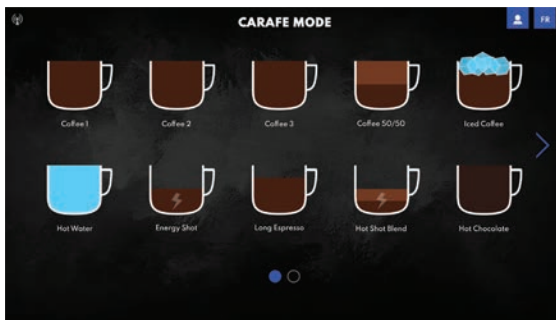 CARAFE MODE
FR
Coffee 1
Coffee 2
Coffee 3
Coffee 50/50
Iced Coffee
Hot Water
Energy Shot
Long Espresso
Hot Shot Blend
Hot Chocolate